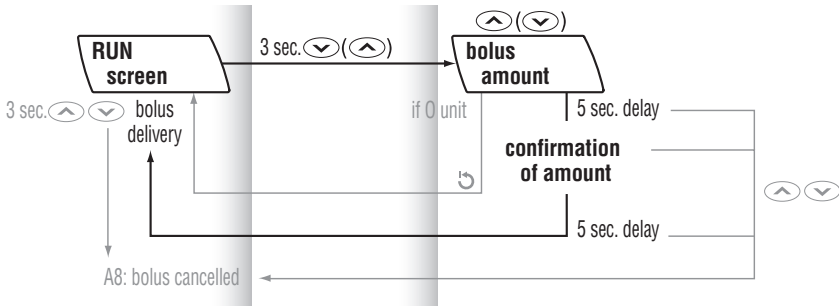 RUN
screen
3 sec. ( )
( )
bolus
amount
3 sec.
bolus
delivery
if 0 unit
5 sec. delay
confirmation
of amount
5 sec. delay
A8: bolus cancelled